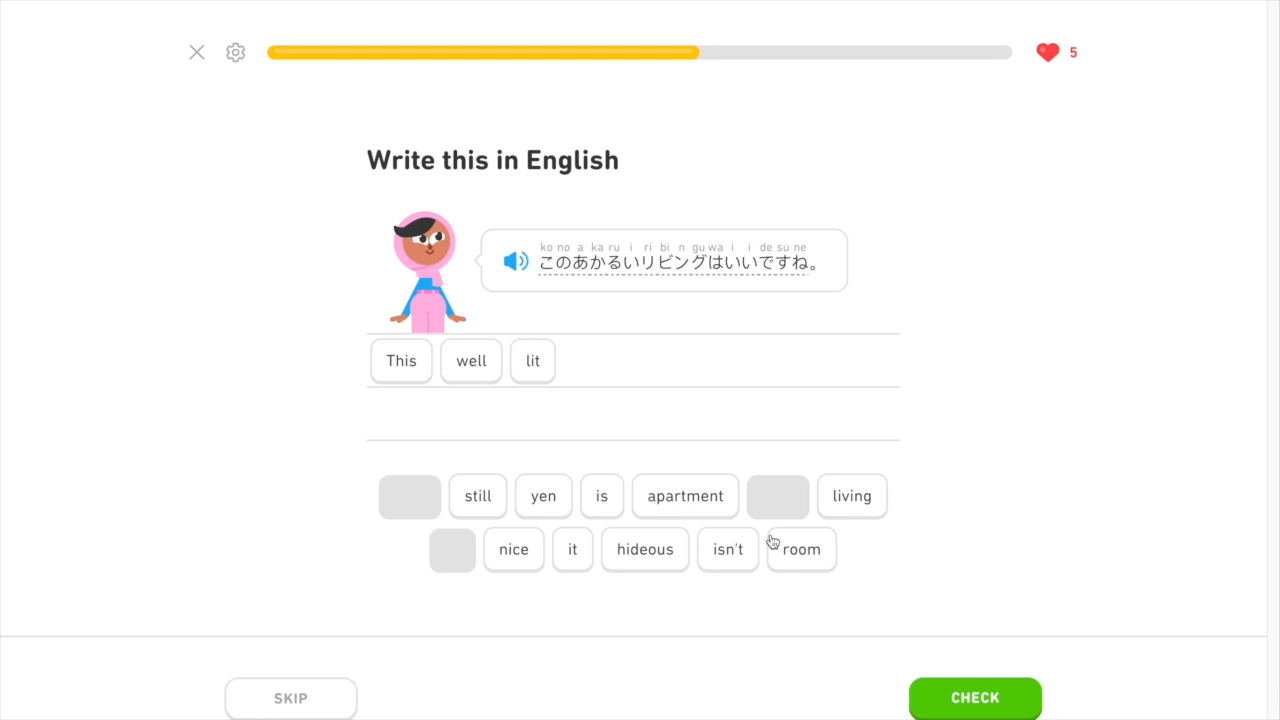 5
Write this in English
ko no a ka ru i ri bi n gu wa i i de su ne
このあかるいリビングはいいですね。
This well lit
still yen is apartment living
nice it hideous isn't room
SKIP CHECK